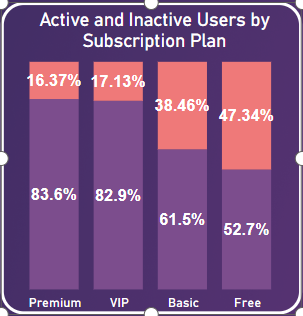 Active and Inactive Users by
Subscription Plan
16.37% 17.13% 38.46% 47.34%
83.6% 82.9% 61.5% 52.7%
Premium VIP Basic Free